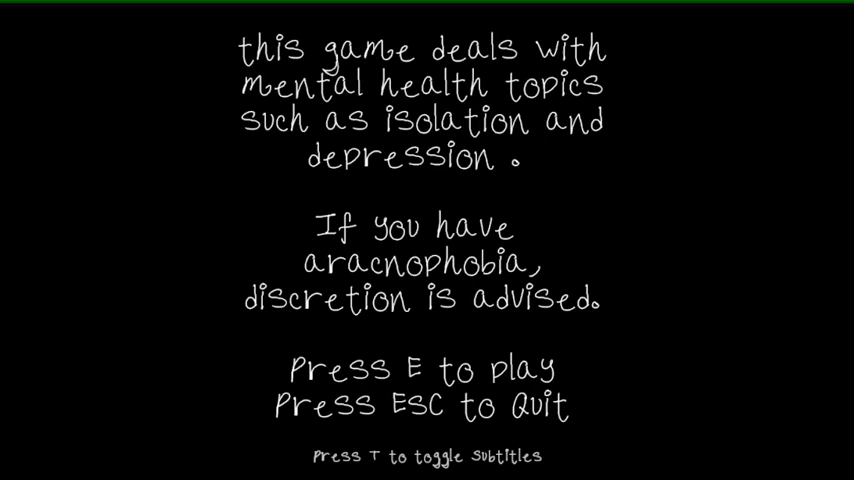 this game deals with
mental health topics
such as isolation and
depression .
If you have
aracnophobia,
discretion is advised.
Press E to play
Press ESC to Quit
Press T to toggle subtitles